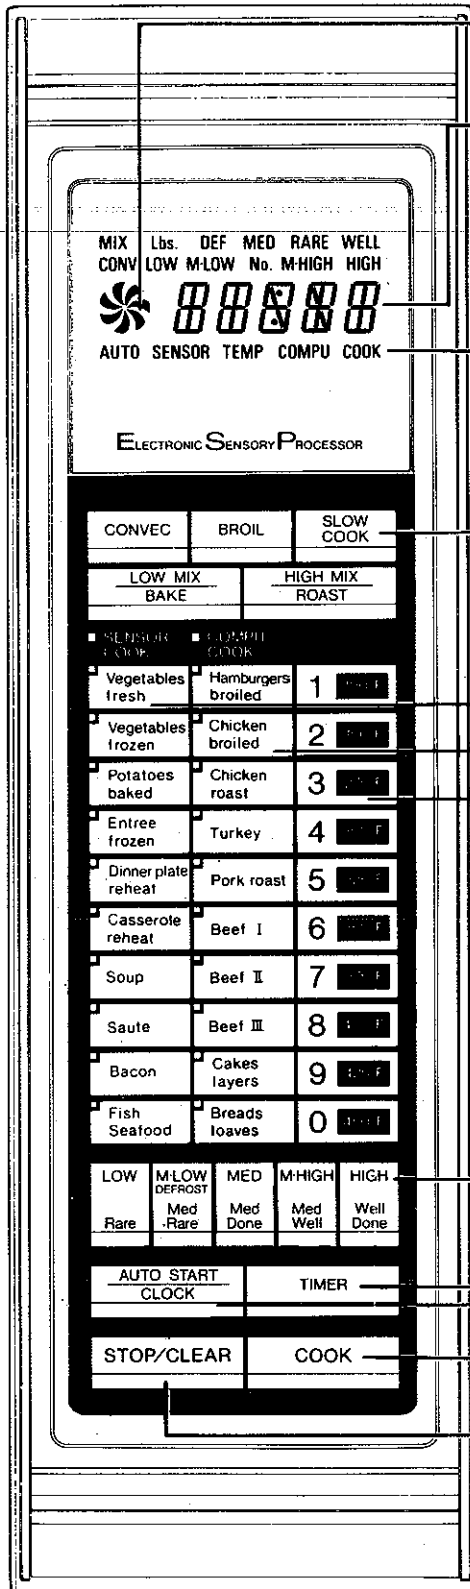 MIX Lbs. DEF MED RARE WELL
CONV LOW M·LOW No. M·HIGH HIGH
AUTO SENSOR TEMP COMPU COOK
ELECTRONIC SENSORY PROCESSOR
CONVEC BROIL SLOW
COOK
LOW MIX HIGH MIX
BAKE ROAST
SENSOR COMPU
COOK COOK
Vegetables Hamburgers 1
fresh broiled
Vegetables Chicken 2
frozen broiled
Potatoes Chicken 3
baked roast
Entree Turkey 4
frozen
Dinner plate Pork roast 5
reheat
Casserole Beef I 6
reheat
Soup Beef II 7
Saute Beef III 8
Bacon Cakes 9
layers
Fish Breads 0
Seafood loaves
LOW M·LOW MED M·HIGH HIGH
DEFROST
Rare Med Med Med Well
-Rare Done Well Done
AUTO START TIMER
CLOCK
STOP/CLEAR COOK